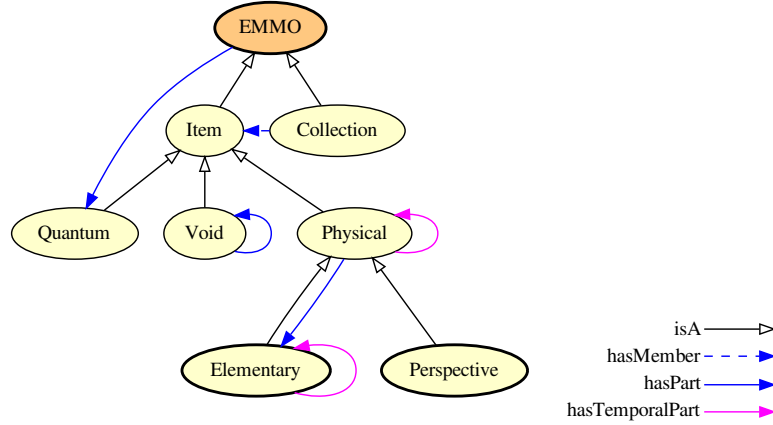 EMMO
Item
Collection
Quantum
Void
Physical
Elementary
Perspective
isA
hasMember
hasPart
hasTemporalPart